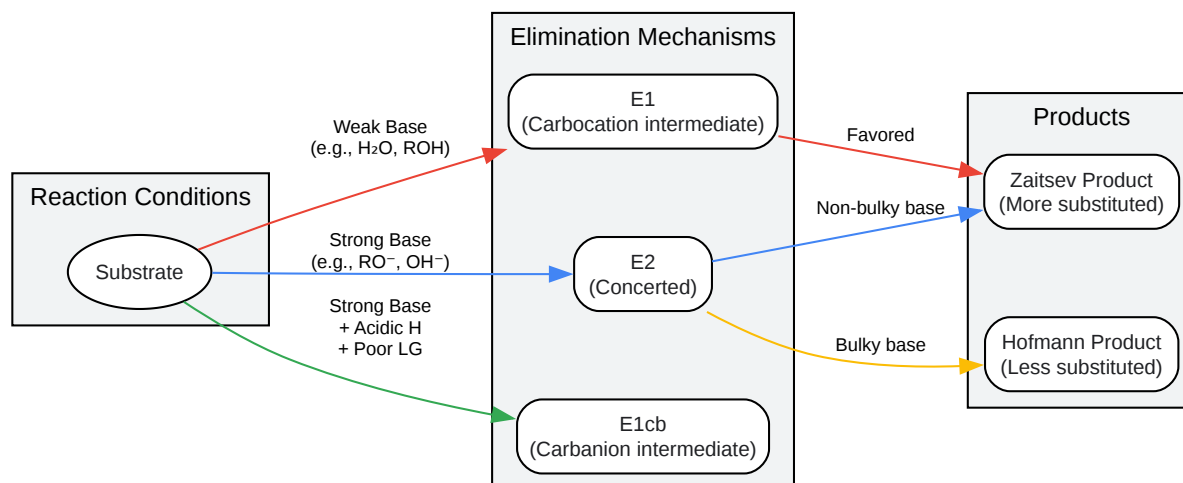 Reaction Conditions
Substrate
Weak Base
(e.g., H₂O, ROH)
Strong Base
(e.g., RO⁻, OH⁻)
Strong Base
+ Acidic H
+ Poor LG
Elimination Mechanisms
E1
(Carbocation intermediate)
E2
(Concerted)
E1cb
(Carbanion intermediate)
Favored
Non-bulky base
Bulky base
Products
Zaitsev Product
(More substituted)
Hofmann Product
(Less substituted)